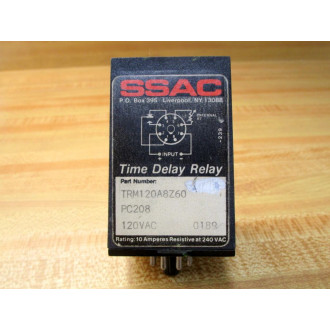 SSAC
P.O. Box 395 Liverpool, NY 13088
INPUT
Time Delay Relay
Part Number:
TRM120A8Z60
PC208
120VAC 0189
Rating: 10 Amperes Resistive at 240 VAC